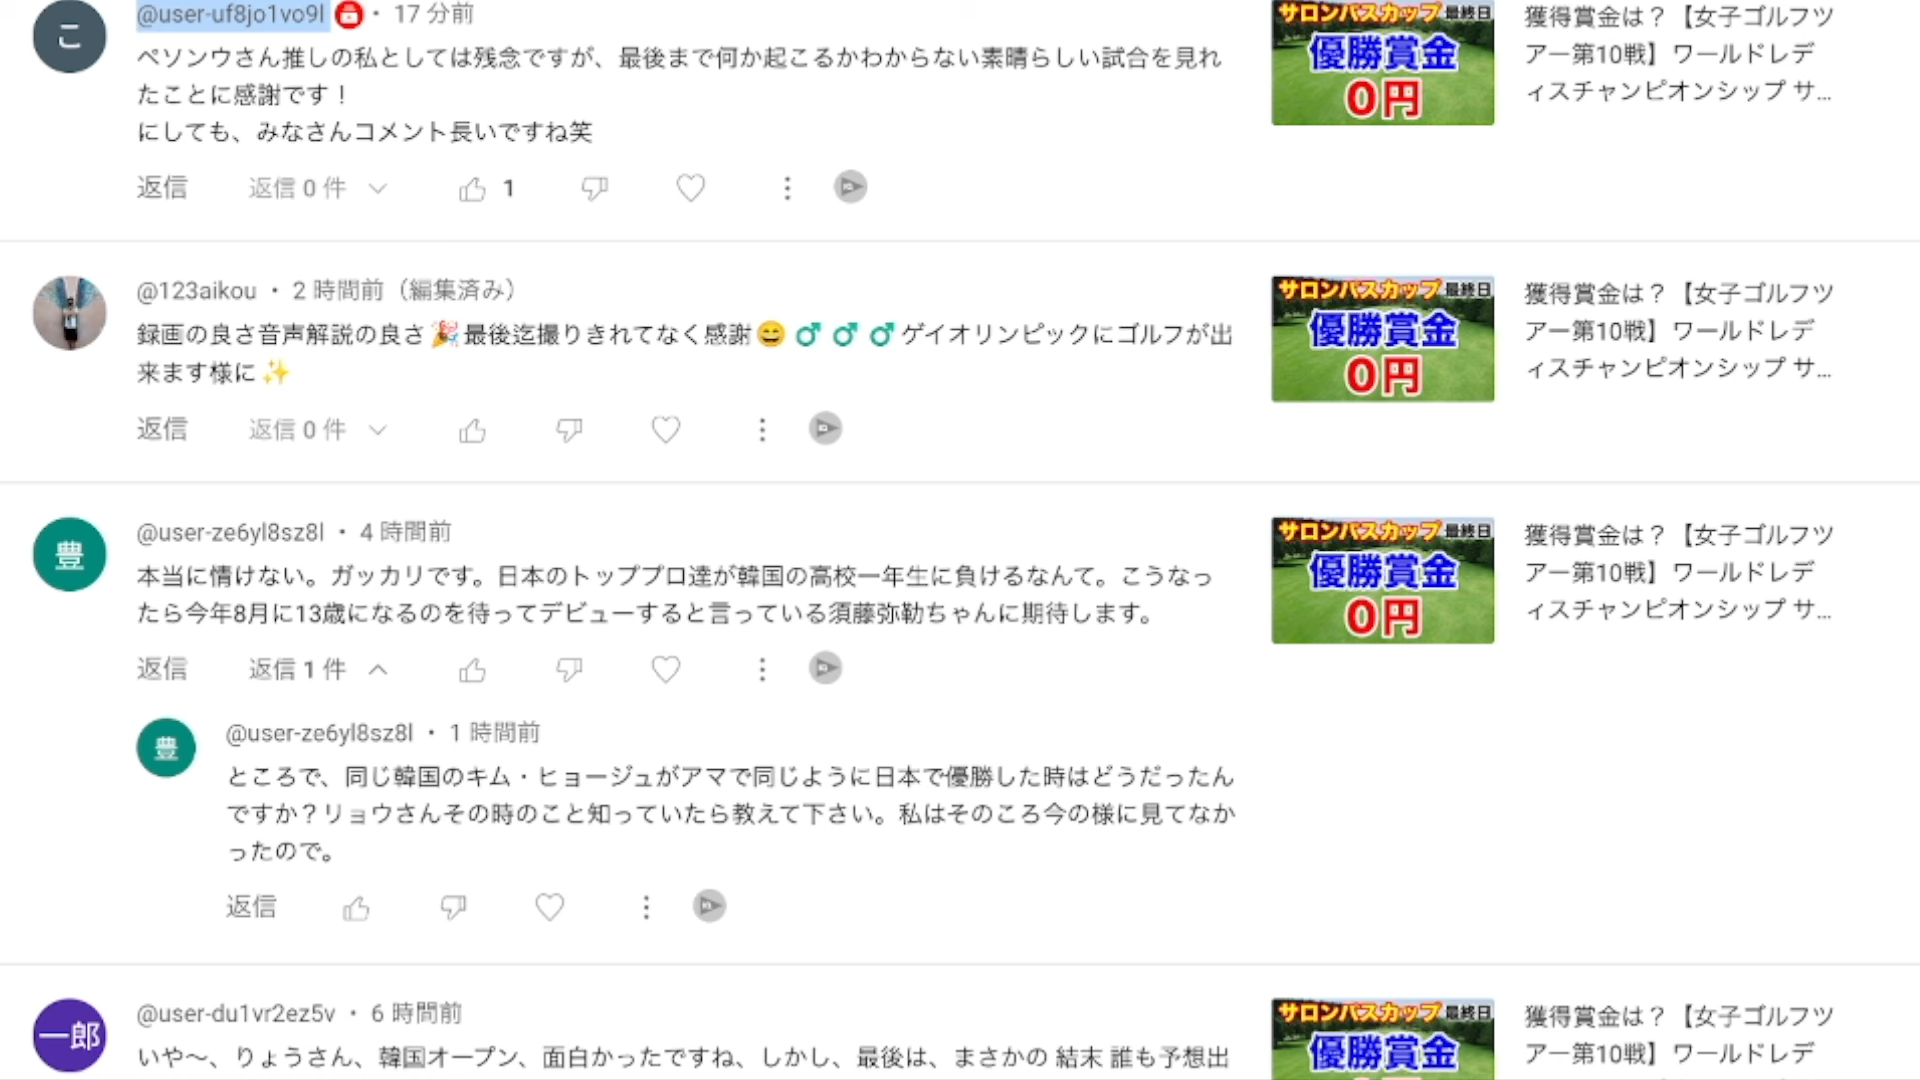 こ
@user-uf8jo1vo9l ・ 17 分前
ペソンウさん推しの私としては残念ですが、最後まで何か起こるかわからない素晴らしい試合を見れ
たことに感謝です！
にしても、みなさんコメント長いですね笑
返信 返信 0 件 1
サロンパスカップ 最終日
優勝賞金
0円
獲得賞金は？【女子ゴルフツ
アー第10戦】ワールドレデ
ィスチャンピオンシップ サ...
@123aikou ・ 2 時間前（編集済み）
録画の良さ音声解説の良さ🎉最後迄撮りきれてなく感謝😄♂♂♂ゲイオリンピックにゴルフが出
来ます様に✨
返信 返信 0 件
サロンパスカップ 最終日
優勝賞金
0円
獲得賞金は？【女子ゴルフツ
アー第10戦】ワールドレデ
ィスチャンピオンシップ サ...
豊
@user-ze6yl8sz8l ・ 4 時間前
本当に情けない。ガッカリです。日本のトッププロ達が韓国の高校一年生に負けるなんて。こうなっ
たら今年8月に13歳になるのを待ってデビューすると言っている須藤弥勒ちゃんに期待します。
返信 返信 1 件
サロンパスカップ 最終日
優勝賞金
0円
獲得賞金は？【女子ゴルフツ
アー第10戦】ワールドレデ
ィスチャンピオンシップ サ...
豊
@user-ze6yl8sz8l ・ 1 時間前
ところで、同じ韓国のキム・ヒョージュがアマで同じように日本で優勝した時はどうだったん
ですか？リョウさんその時のこと知っていたら教えて下さい。私はそのころ今の様に見てなか
ったので。
返信
一郎
@user-du1vr2ez5v ・ 6 時間前
いや〜、りょうさん、韓国オープン、面白かったですね、しかし、最後は、まさかの 結末 誰も予想出
サロンパスカップ 最終日
優勝賞金
獲得賞金は？【女子ゴルフツ
アー第10戦】ワールドレデ